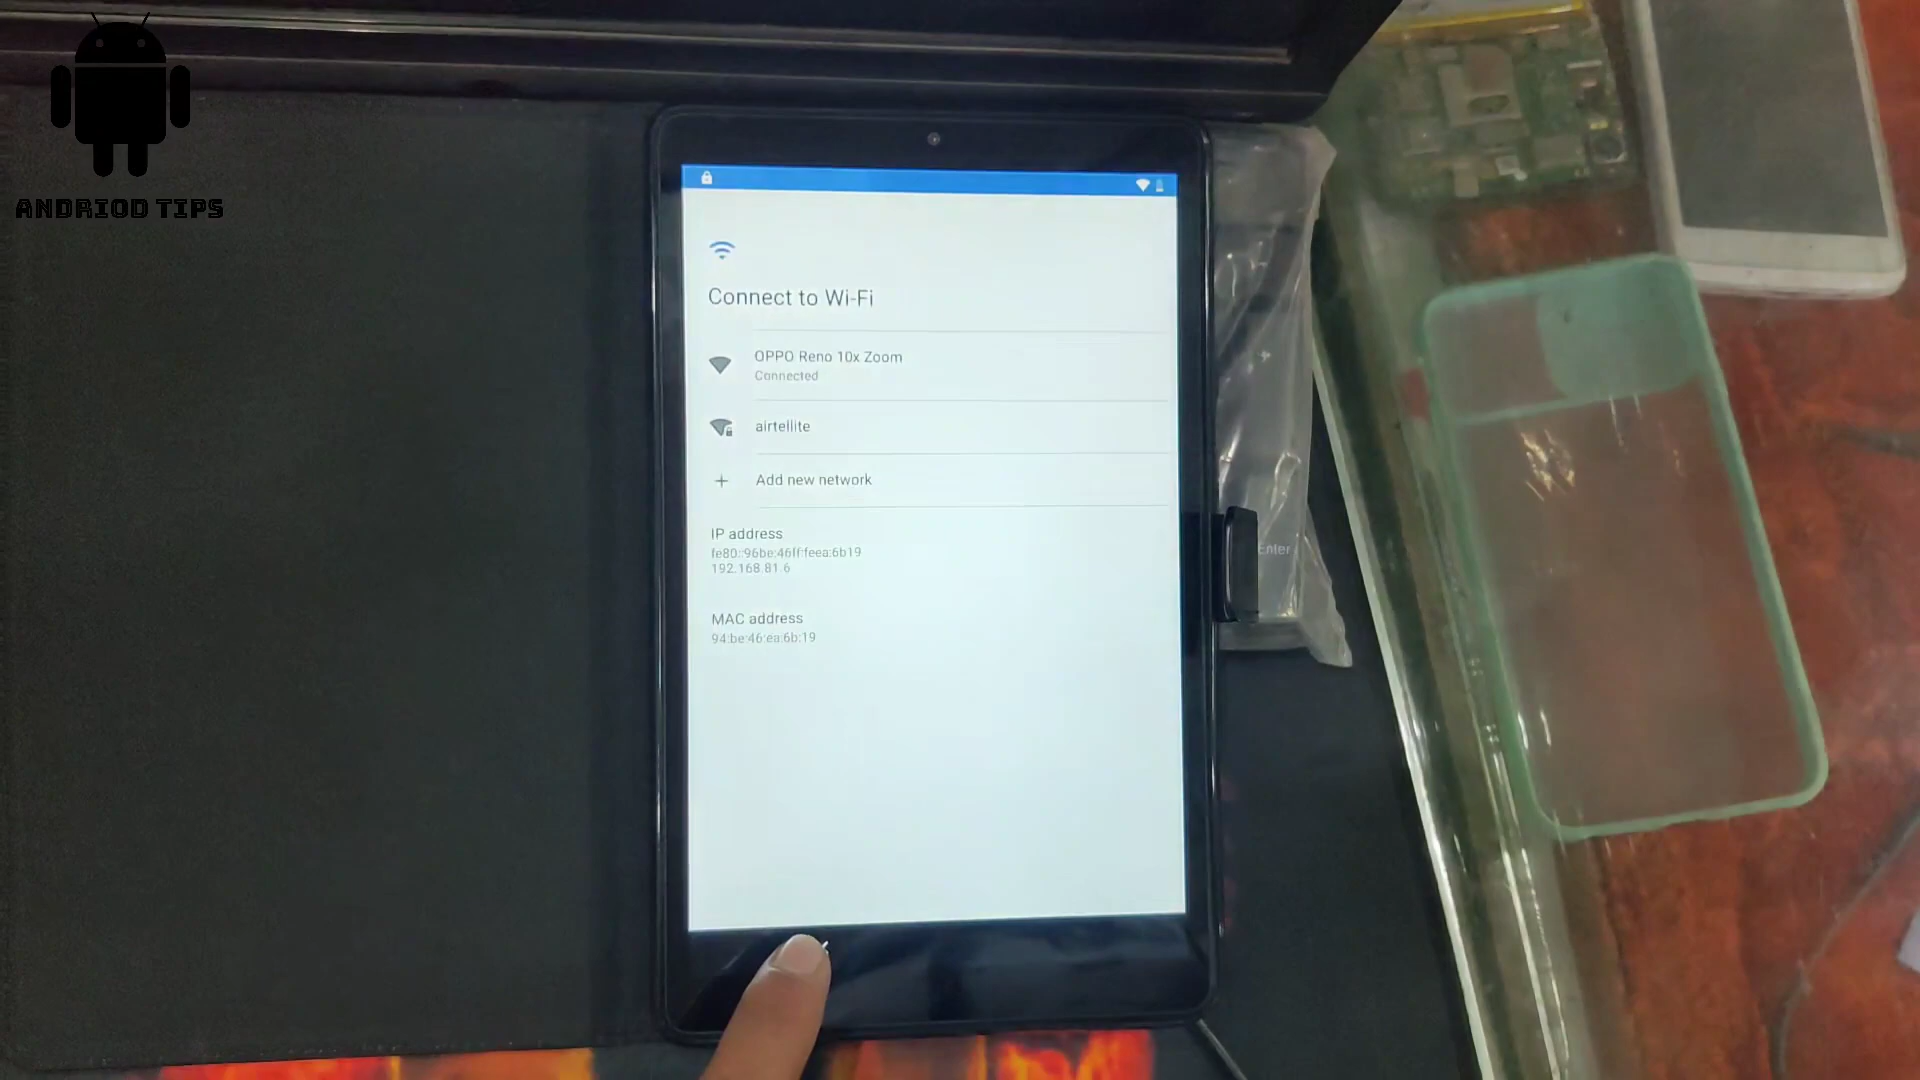 ANDRIOD TIPS
Connect to Wi-Fi
OPPO Reno 10x Zoom
Connected
airtellite
Add new network
IP address
fe80::96be:46ff:feea:6b19
192.168.81.6
MAC address
94:be:46:ea:6b:19
Enter